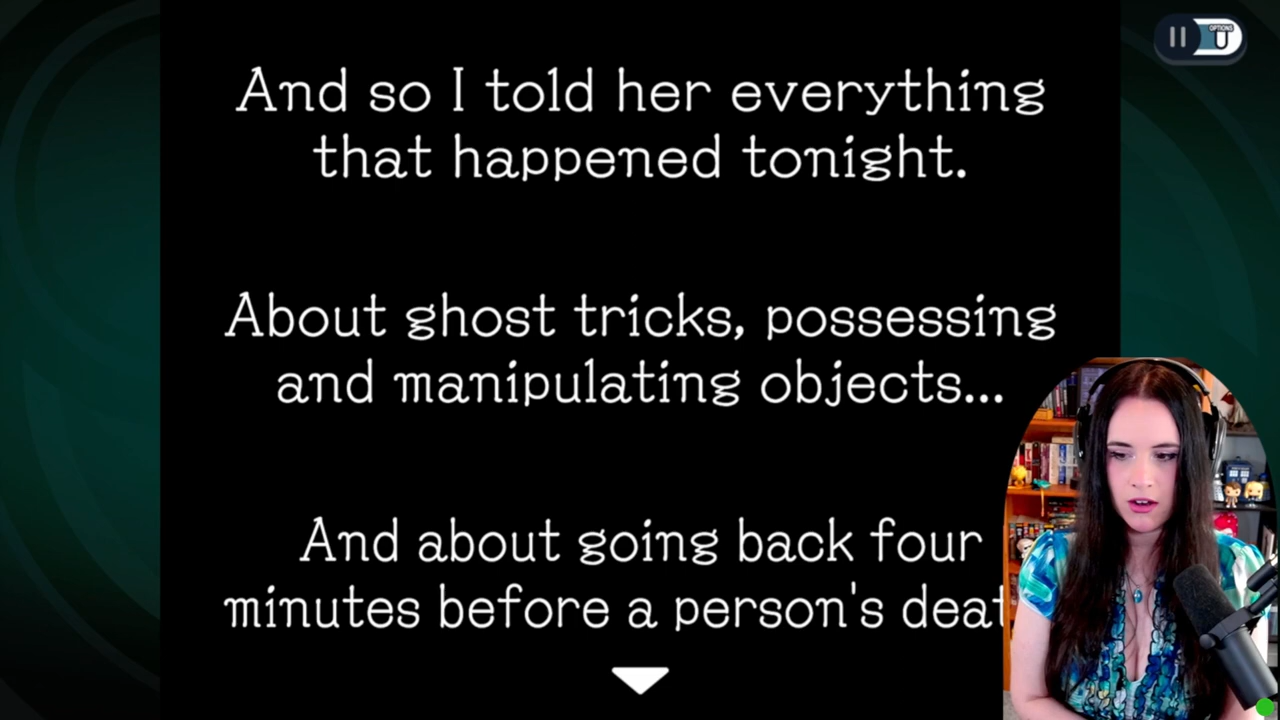 OPTIONS
And so I told her everything
that happened tonight.
About ghost tricks, possessing
and manipulating objects...
And about going back four
minutes before a person's deat